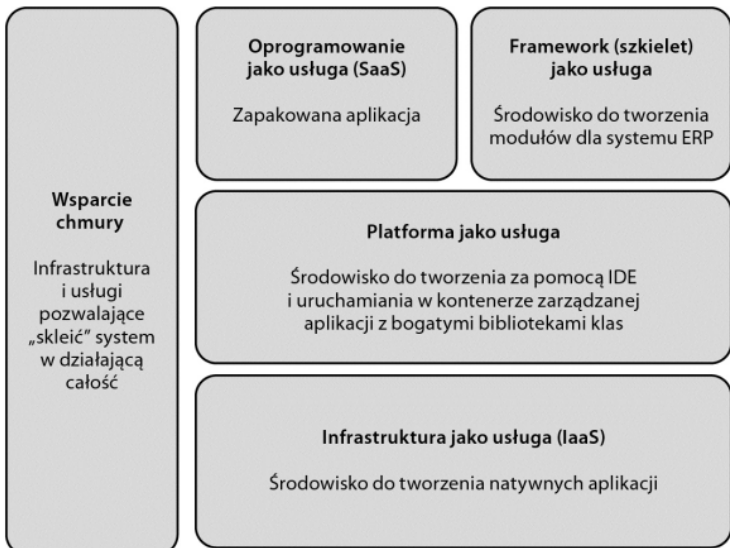 Wsparcie
chmury
Infrastruktura
i usługi
pozwalające
„skleić” system
w działającą
całość
Oprogramowanie
jako usługa (SaaS)
Zapakowana aplikacja
Framework (szkielet)
jako usługa
Środowisko do tworzenia
modułów dla systemu ERP
Platforma jako usługa
Środowisko do tworzenia za pomocą IDE
i uruchamiania w kontenerze zarządzanej
aplikacji z bogatymi bibliotekami klas
Infrastruktura jako usługa (IaaS)
Środowisko do tworzenia natywnych aplikacji